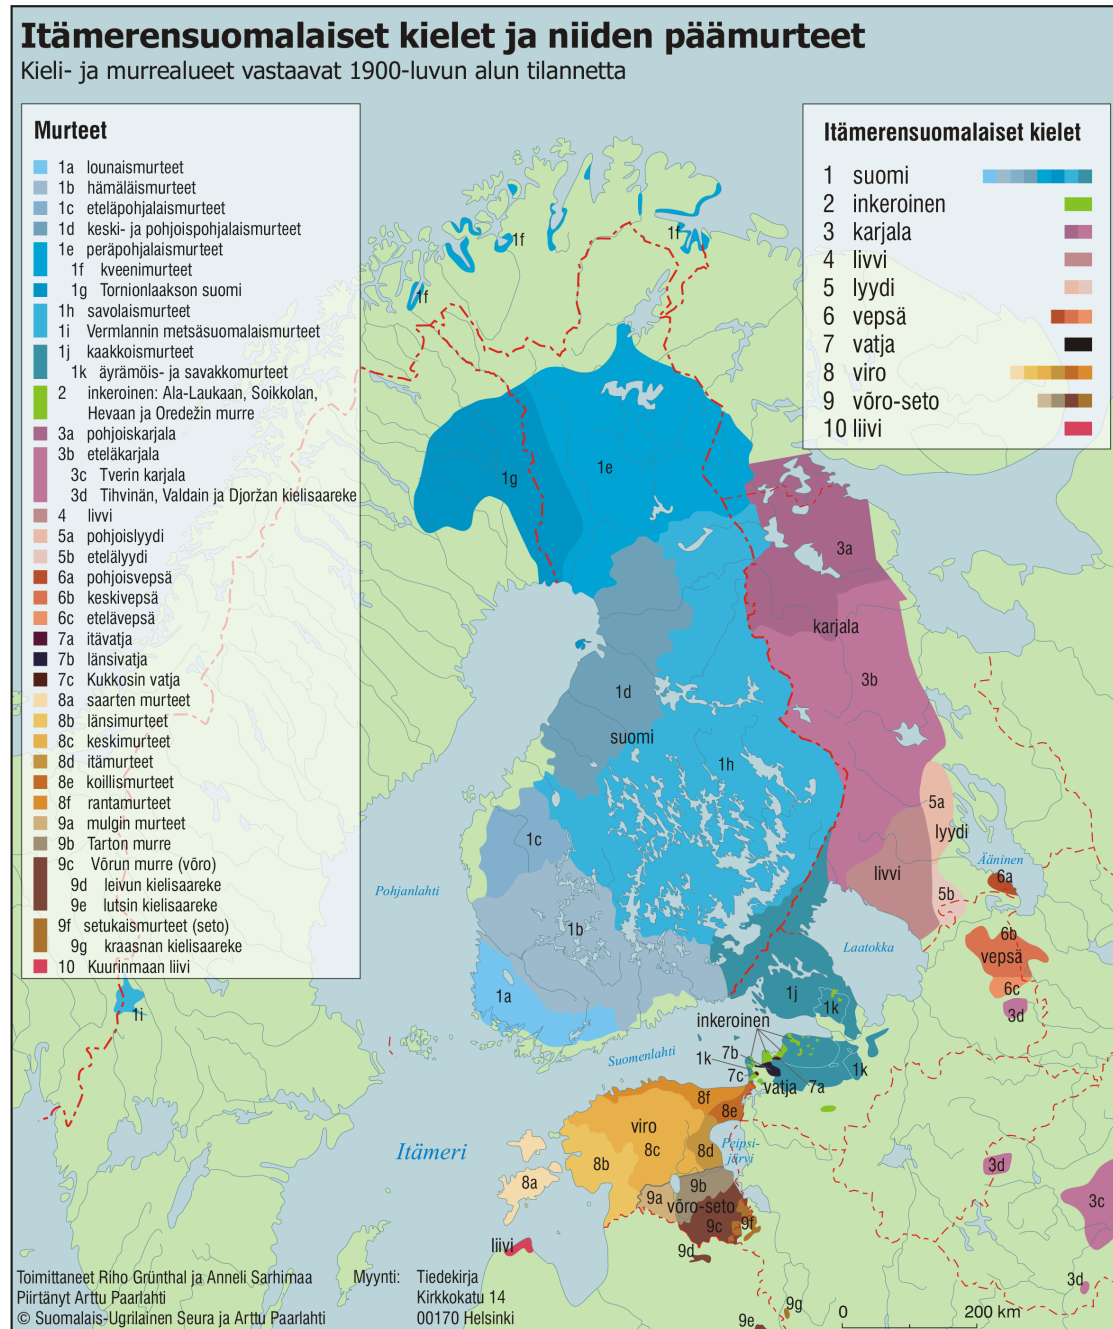 Itämerensuomalaiset kielet ja niiden päämurteet
Kieli- ja murrealueet vastaavat 1900-luvun alun tilannetta
Murteet
1a lounaismurteet
1b hämäläismurteet
1c eteläpohjalaismurteet
1d keski- ja pohjoispohjalaismurteet
1e peräpohjalaismurteet
1f kveenimurteet
1g Tornionlaakson suomi
1h savolaismurteet
1i Vermlannin metsäsuomalaismurteet
1j kaakkoismurteet
1k äyrämöis- ja savakkomurteet
2 inkeroinen: Ala-Laukaan, Soikkolan,
Hevaan ja Oredežin murre
3a pohjoiskarjala
3b eteläkarjala
3c Tverin karjala
3d Tihvinän, Valdain ja Djoržan kielisaareke
4 livvi
5a pohjoislyydi
5b etelälyydi
6a pohjoisvepsä
6b keskivepsä
6c etelävepsä
7a itävatja
7b länsivatja
7c Kukkosin vatja
8a saarten murteet
8b länsimurteet
8c keskimurteet
8d itämurteet
8e koillismurteet
8f rantamurteet
9a mulgin murteet
9b Tarton murre
9c Võrun murre (võro)
9d leivun kielisaareke
9e lutsin kielisaareke
9f setukaismurteet (seto)
9g kraasnan kielisaareke
10 Kuurinmaan liivi
Itämerensuomalaiset kielet
1 suomi
2 inkeroinen
3 karjala
4 livvi
5 lyydi
6 vepsä
7 vatja
8 viro
9 võro-seto
10 liivi
1f
1f
1f
1g
1e
3a
karjala
3b
1d
suomi
1h
5a
lyydi
1c
livvi
5b
Ääninen
6a
Pohjanlahti
1b
Laatokka
6b
vepsä
6c
3d
1a
1j
1k
1i
inkeroinen
Suomenlahti
7b
1k
7c
vatja
7a
1k
8f
8e
viro
8c
8d
Peipsi-
järvi
Itämeri
8b
8a
9b
9a
võro-seto
9c
9f
3d
3c
liivi
9d
3d
9g
9e
Toimittaneet Riho Grünthal ja Anneli Sarhimaa
Piirtänyt Arttu Paarlahti
© Suomalais-Ugrilainen Seura ja Arttu Paarlahti
Myynti: Tiedekirja
Kirkkokatu 14
00170 Helsinki
0 200 km